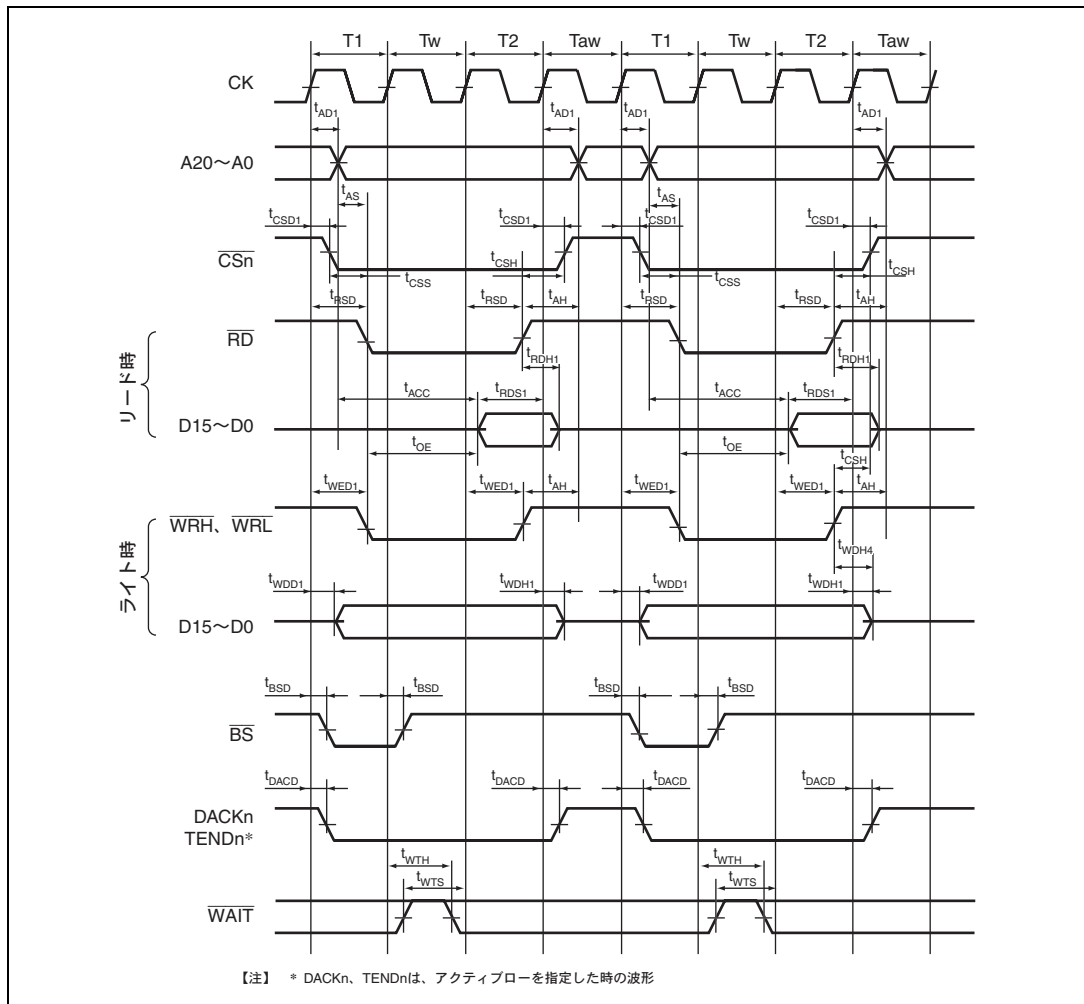 T1 Tw T2 Taw T1 Tw T2 Taw
CK
tAD1 tAD1 tAD1 tAD1
A20～A0
tAS tAS
tCSD1 tCSD1 tCSD1 tCSD1
CSn
tCSS tCSH tCSS tCSH
tRSD tRSD tAH tRSD tRSD tAH
RD
tRDH1 tRDH1
リード時
tACC tRDS1 tACC tRDS1
D15～D0
tOE tOE tCSH
tWED1 tWED1 tAH tWED1 tWED1 tAH
WRH、WRL
tWDH4
ライト時
tWDD1 tWDH1 tWDD1 tWDH1
D15～D0
tBSD tBSD tBSD tBSD
BS
tDACD tDACD tDACD tDACD
DACKn
TENDn*
tWTH tWTH
tWTS tWTS
WAIT
【注】 * DACKn、TENDnは、アクティブローを指定した時の波形